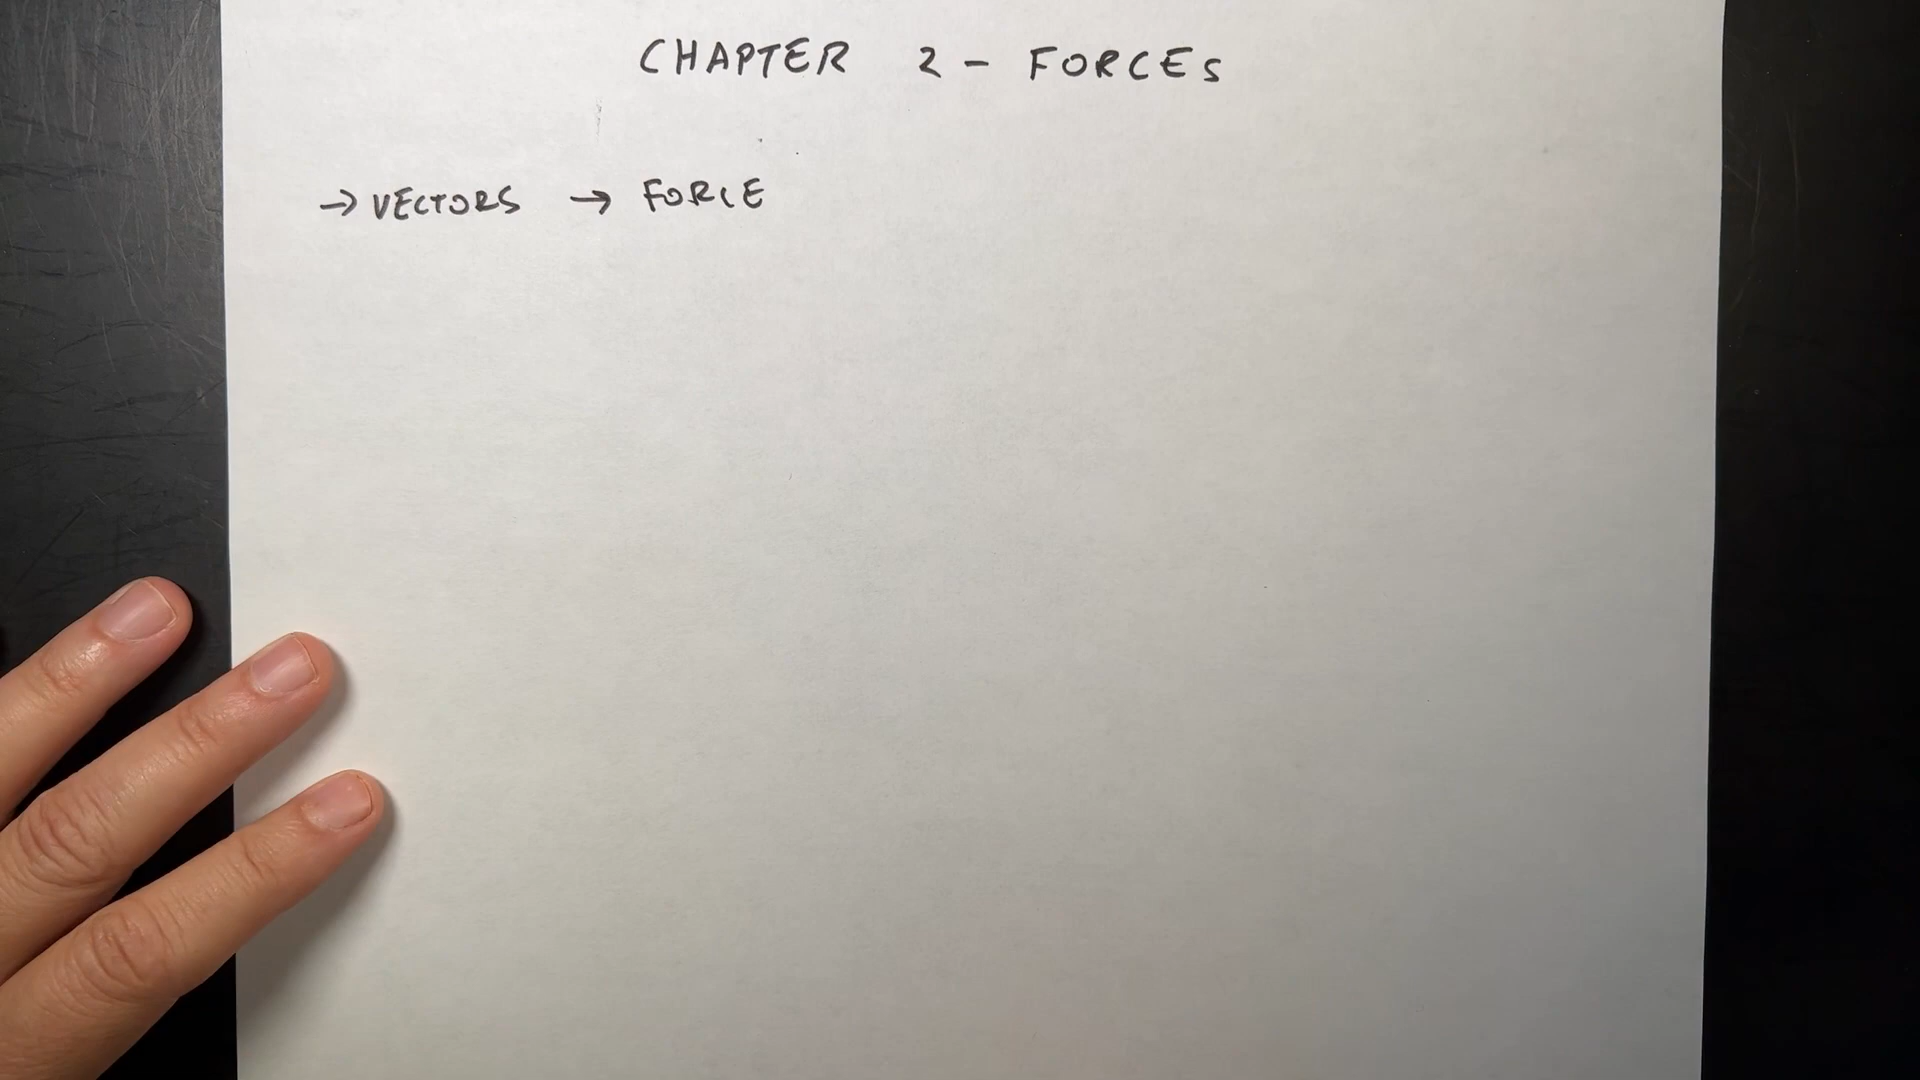 CHAPTER 2 - FORCES
→ VECTORS → FORCE